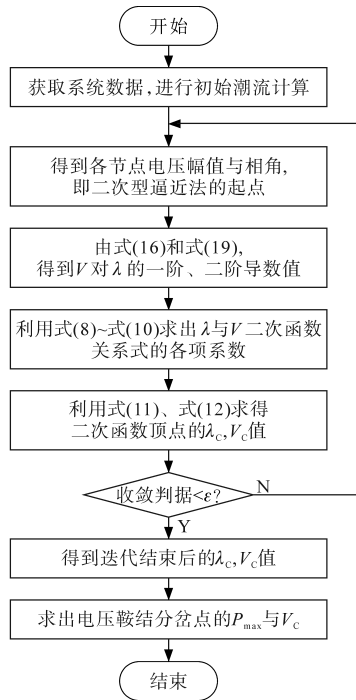 开始
获取系统数据,进行初始潮流计算
得到各节点电压幅值与相角,
即二次型逼近法的起点
由式(16)和式(19),
得到V对λ的一阶、二阶导数值
利用式(8)~式(10)求出λ与V二次函数
关系式的各项系数
利用式(11)、式(12)求得
二次函数顶点的λC,VC值
收敛判据<ε?
N
Y
得到迭代结束后的λC,VC值
求出电压鞍结分岔点的Pmax与VC
结束